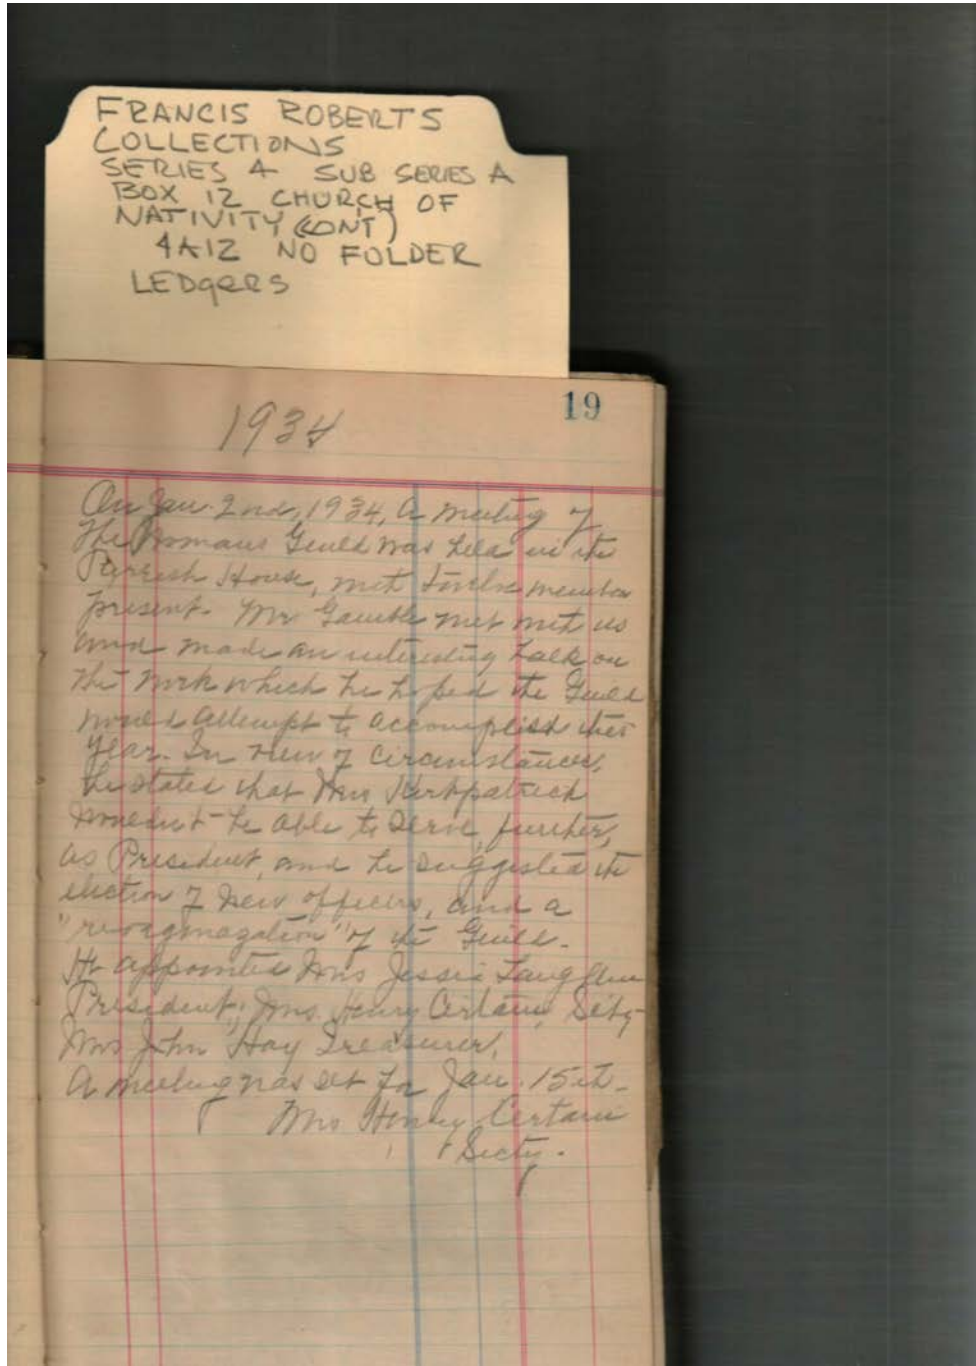 FRANCIS ROBERTS
COLLECTIONS
SERIES 4 SUB SERIES A
BOX 12 CHURCH OF
NATIVITY (CONT)
4A12 NO FOLDER
LEDgERS
19
1934
On Jan. 2nd, 1934, A meeting of
the Womans Guild was held in the
Parish House, with twelve member
present. Mr Gamble met with us
and made an interesting talk on
the work which he hoped the Guild
would attempt to accomplish this
year. In view of circumstances,
he states that Mrs Kirkpatrick
would not be able to serve, further,
as President, and he suggested the
election of new officers, and a
"reorganazation" of the Guild.
He appointed Mrs Jessie
President; Mrs. Henry Certain, Secty
Mrs John Hay Treasurer.
A meeting was set for Jan. 15th.
Mrs Henry Certain
Secty.